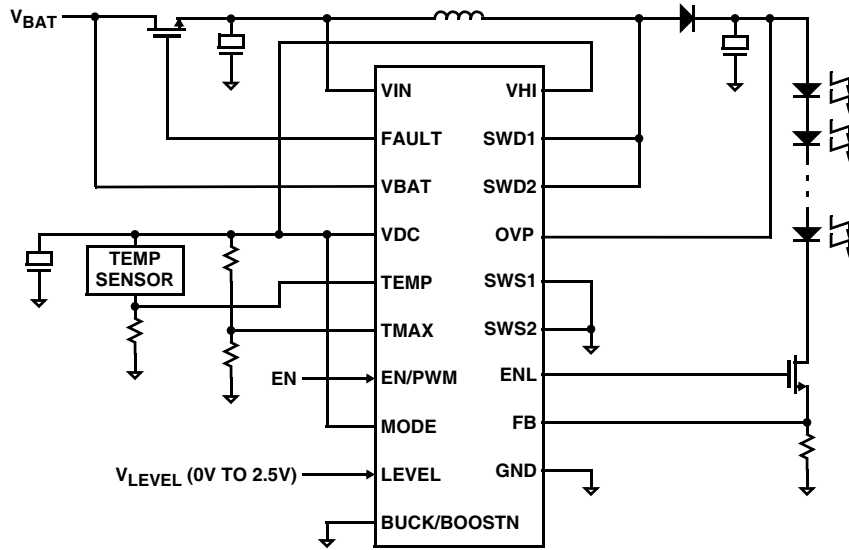 VBAT
VIN
VHI
FAULT
SWD1
VBAT
SWD2
VDC
OVP
TEMP
SENSOR
TEMP
SWS1
TMAX
SWS2
EN
EN/PWM
ENL
MODE
FB
VLEVEL (0V TO 2.5V)
LEVEL
GND
BUCK/BOOSTN